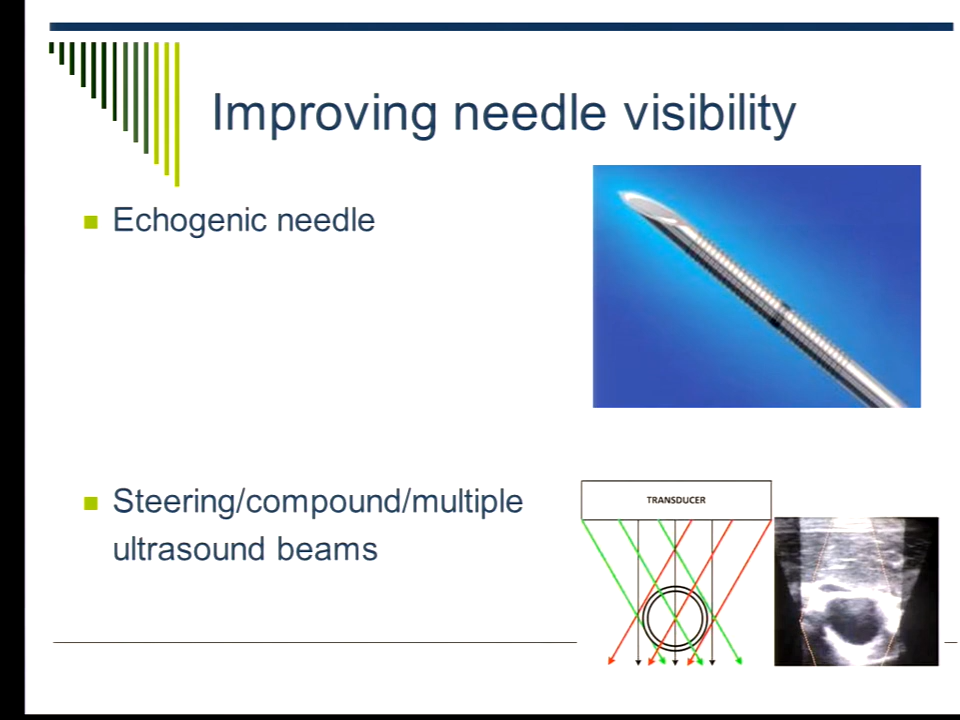 Improving needle visibility
Echogenic needle
Steering/compound/multiple
ultrasound beams
TRANSDUCER